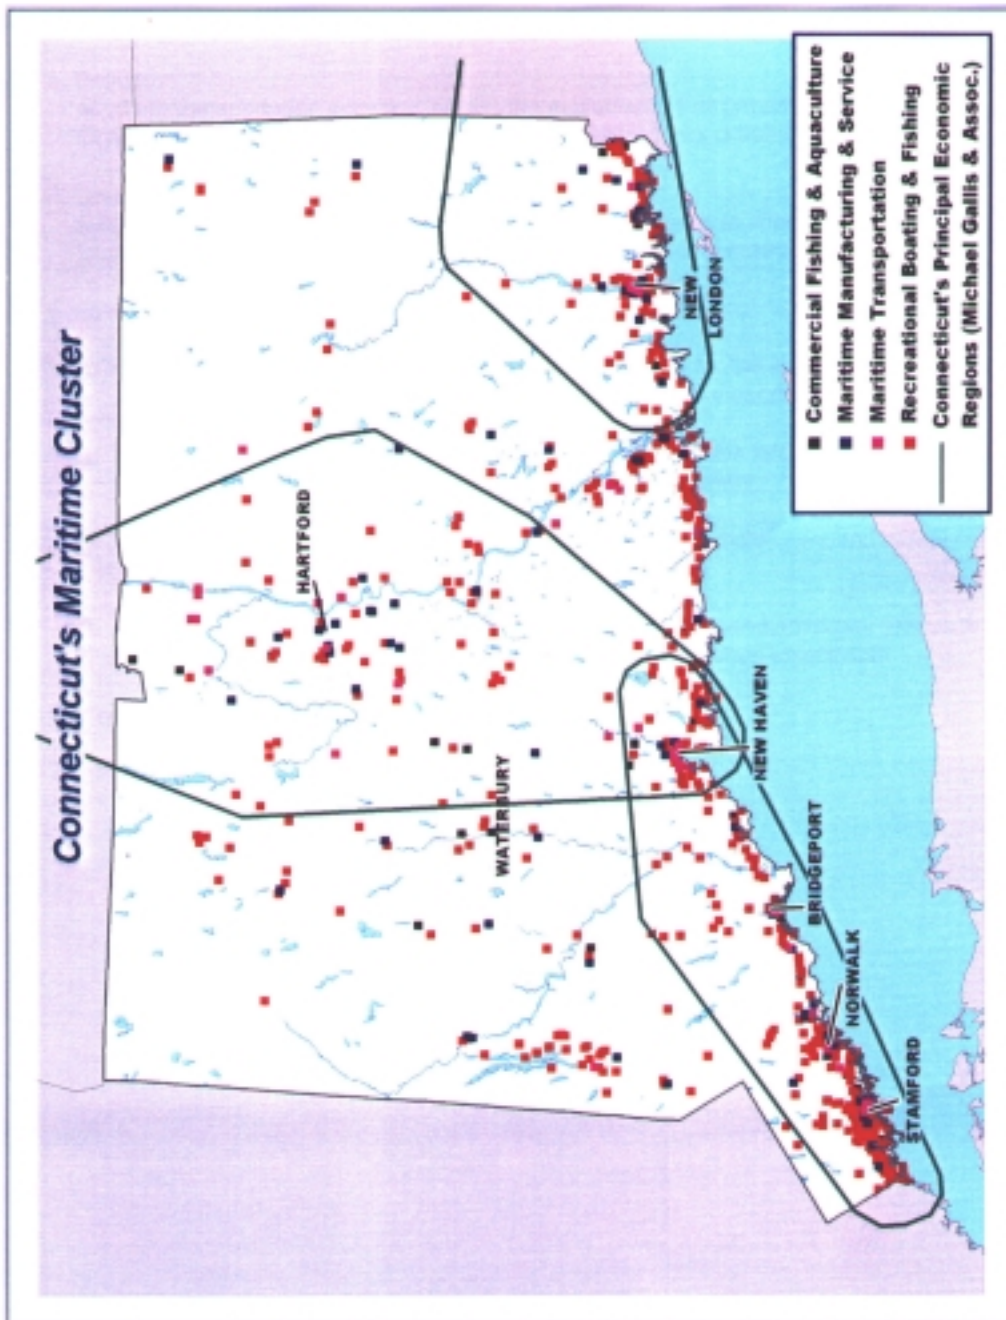 Connecticut's Maritime Cluster
HARTFORD
WATERBURY
NEW
LONDON
NEW HAVEN
BRIDGEPORT
NORWALK
STAMFORD
Commercial Fishing & Aquaculture
Maritime Manufacturing & Service
Maritime Transportation
Recreational Boating & Fishing
Connecticut's Principal Economic
Regions (Michael Gallis & Assoc.)